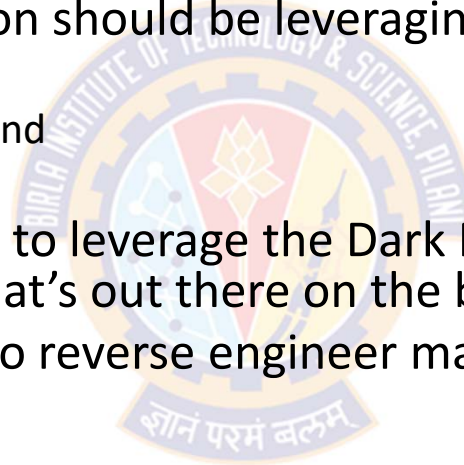 on should be leveragin
BIRLA INSTITUTE OF TECHNOLOGY & SCIENCE, PILANI
nd
to leverage the Dark
at's out there on the
o reverse engineer ma
ज्ञानं परमं बलम्